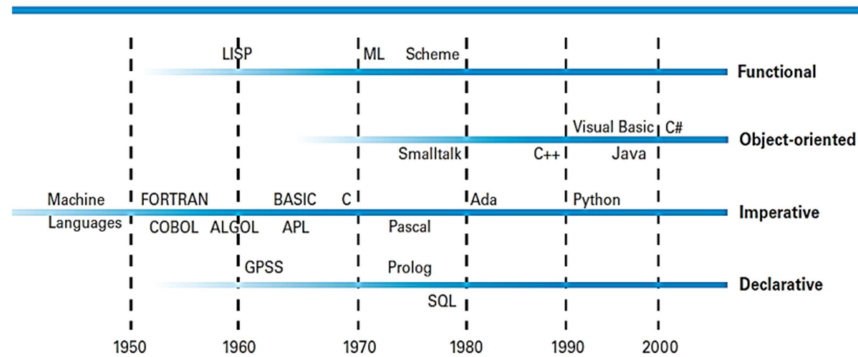 LISP ML Scheme
Functional
Visual Basic C#
Object-oriented
Smalltalk C++ Java
Machine FORTRAN BASIC C Ada Python
Imperative
Languages COBOL ALGOL APL Pascal
GPSS Prolog
Declarative
SQL
1950 1960 1970 1980 1990 2000